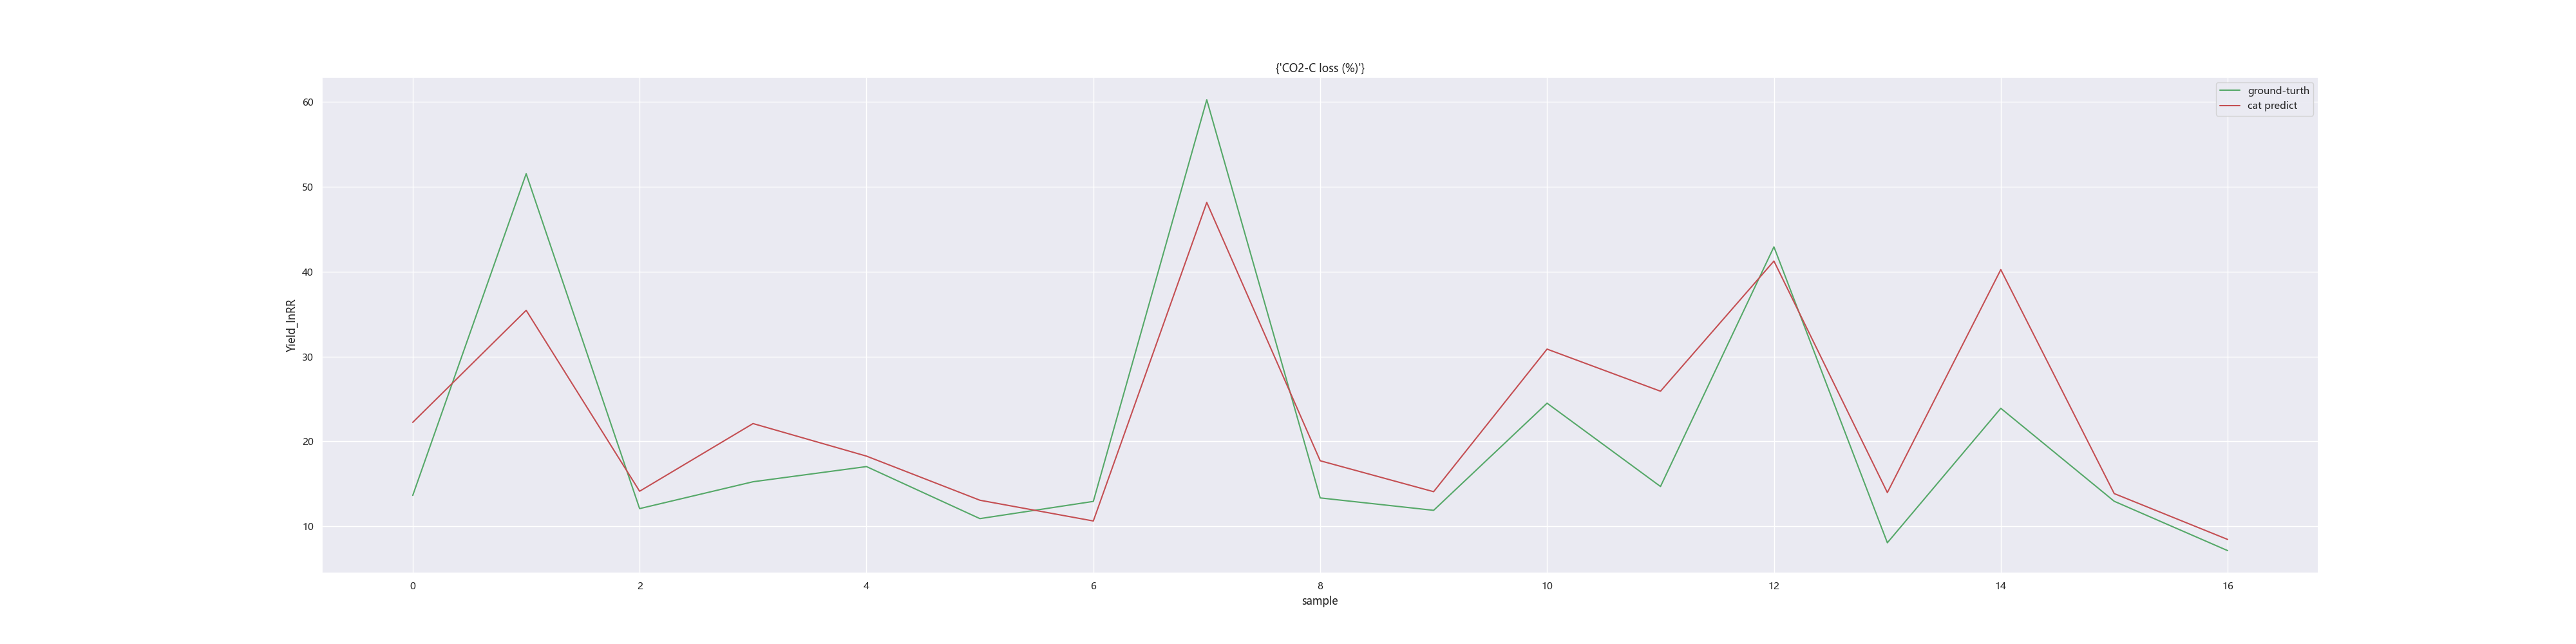 {'CO2-C loss (%)'}
ground-turth
cat predict
60
50
40
30
20
10
Yield_lnRR
0 2 4 6 8 10 12 14 16
sample